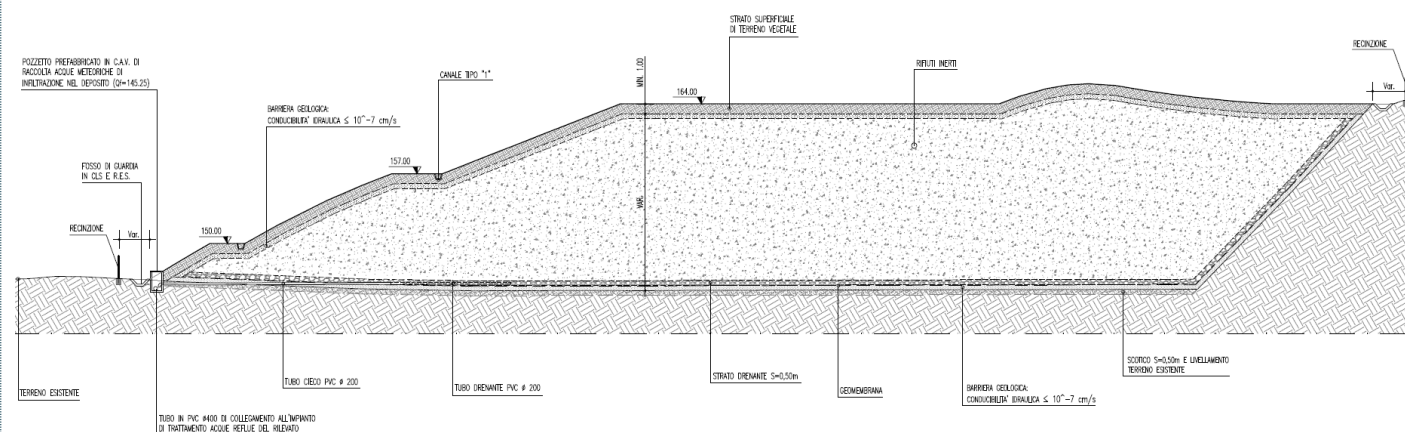 STRATO SUPERFICIALE
DI TERRENO VEGETALE
RECINZIONE
POZZETTO PREFABBRICATO IN C.A.V. DI
RACCOLTA ACQUE METEORICHE DI
INFILTRAZIONE NEL DEPOSITO (Qf=145.25)
CANALE TIPO "1"
MIN. 1.00
RIFIUTI INERTI
Var.
164.00
BARRIERA GEOLOGICA:
CONDUCIBILITA' IDRAULICA ≤ 10^-7 cm/s
157.00
FOSSO DI GUARDIA
IN CLS E R.E.S.
VAR.
RECINZIONE
Var.
150.00
SCOTICO S=0,50m E LIVELLAMENTO
TERRENO ESISTENTE
STRATO DRENANTE S=0,50m
TUBO CIECO PVC ø 200
TUBO DRENANTE PVC ø 200
GEOMEMBRANA
BARRIERA GEOLOGICA:
CONDUCIBILITA' IDRAULICA ≤ 10^-7 cm/s
TERRENO ESISTENTE
TUBO IN PVC ø400 DI COLLEGAMENTO ALL'IMPIANTO
DI TRATTAMENTO ACQUE REFLUE DEL RILEVATO